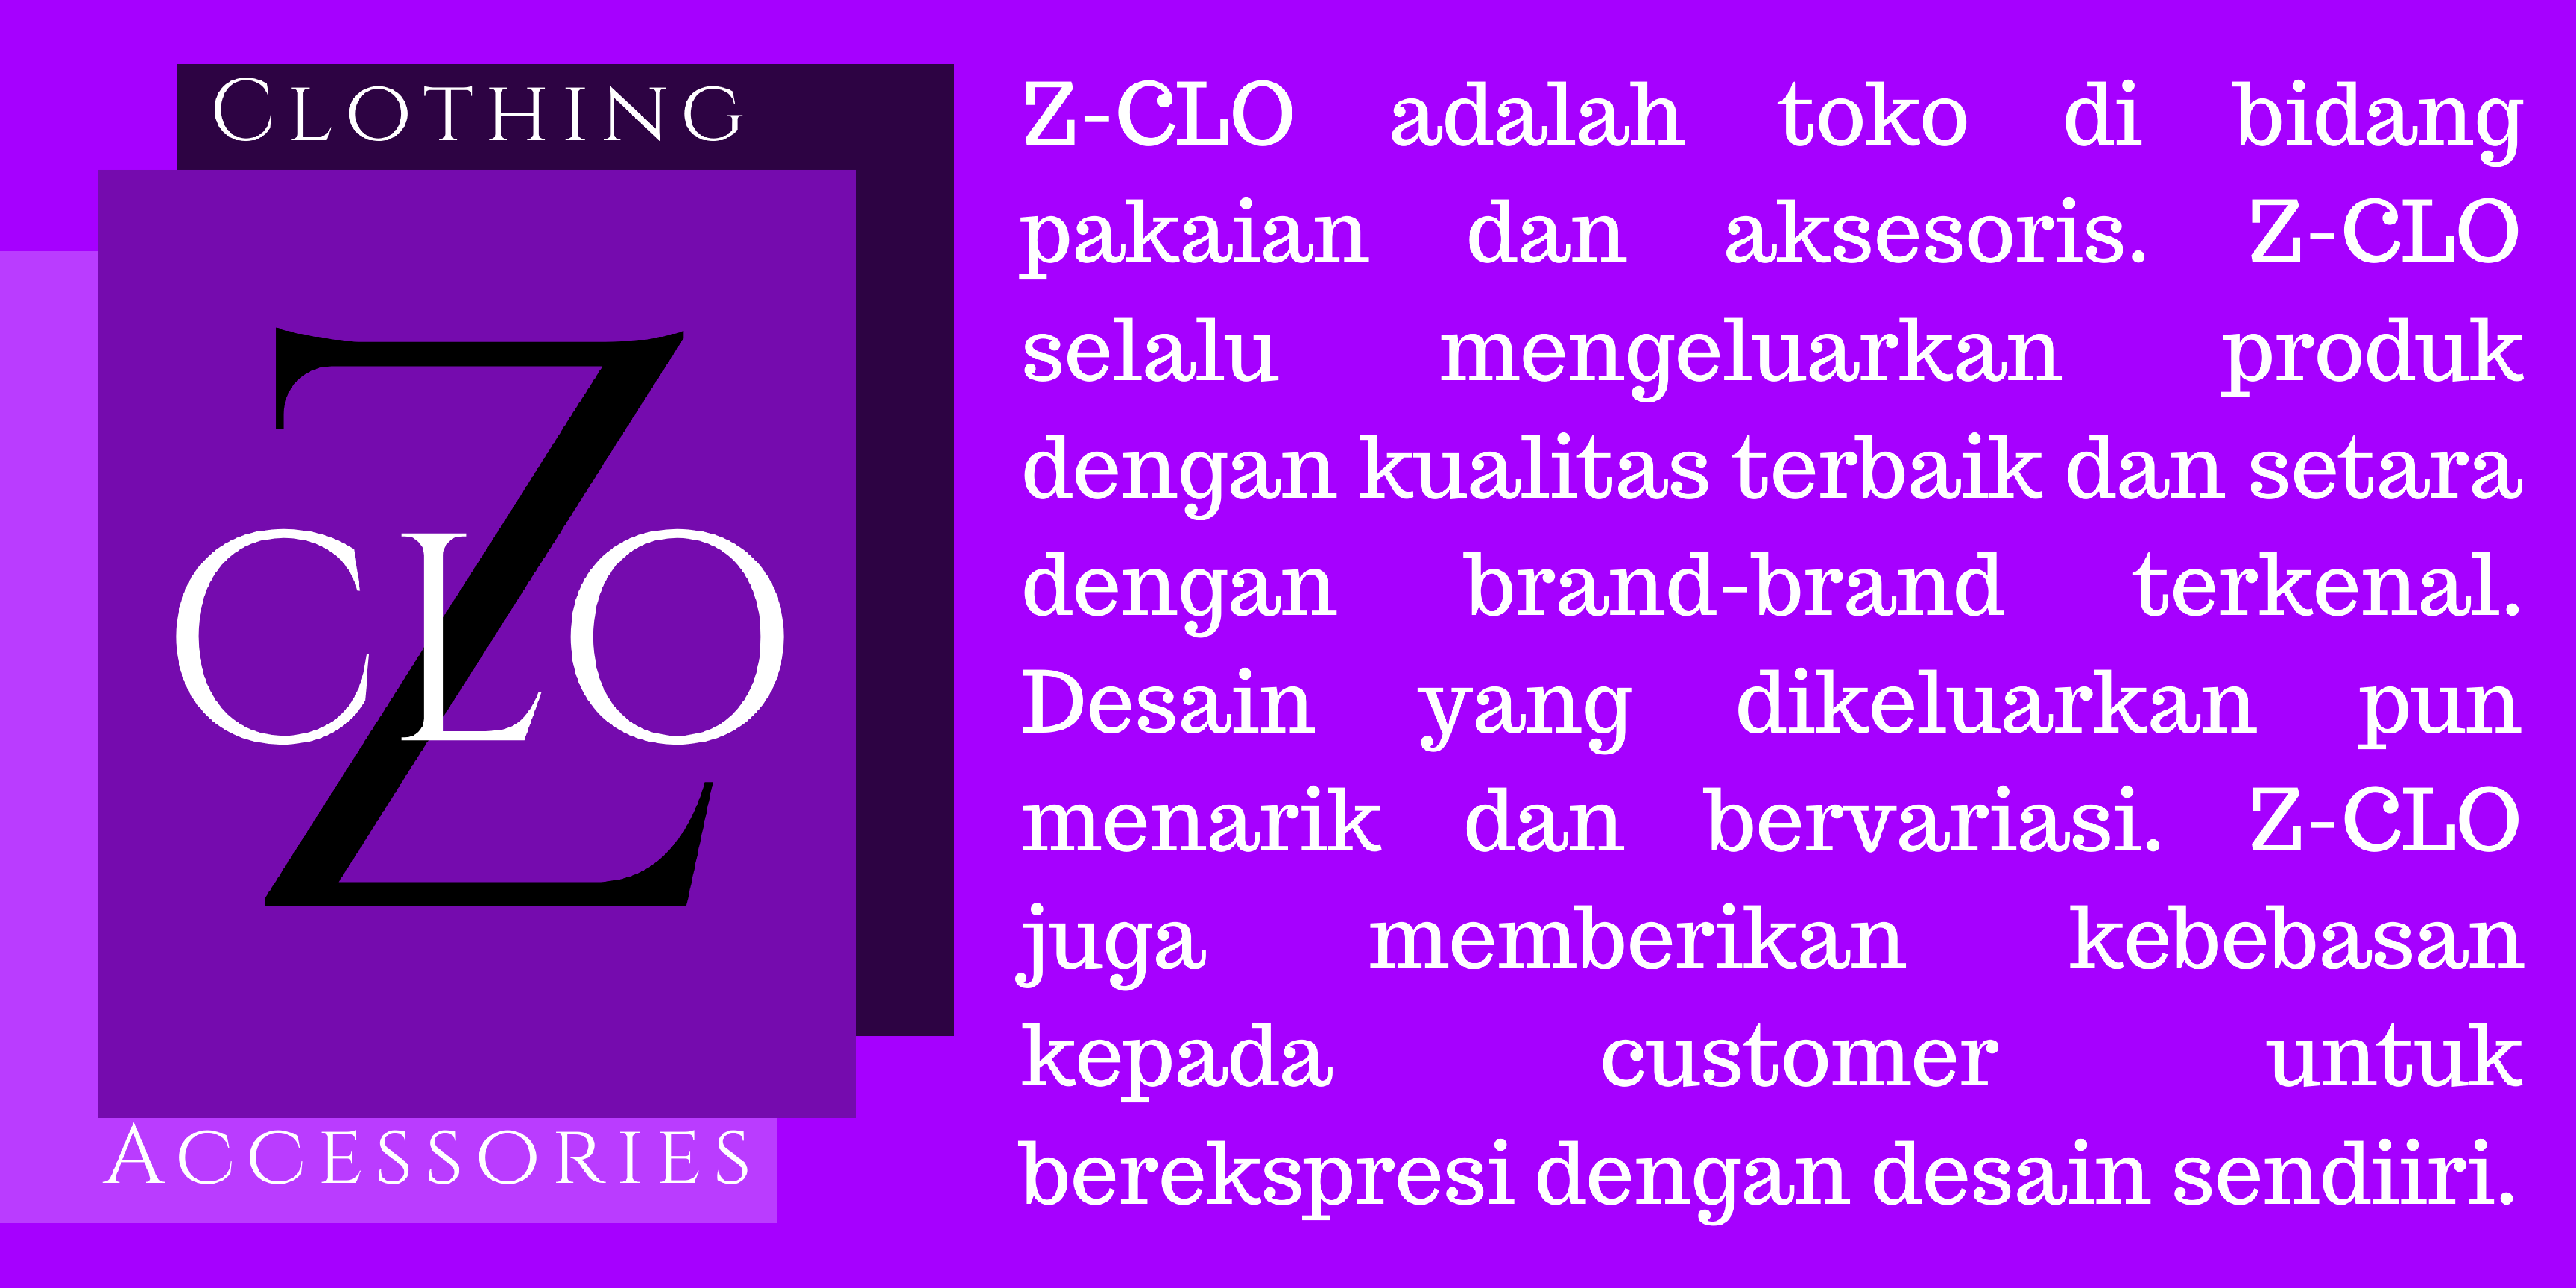 CLOTHING
Z
CLO
ACCESSORIES
Z-CLO adalah toko di bidang
pakaian dan aksesoris. Z-CLO
selalu mengeluarkan produk
dengan kualitas terbaik dan setara
dengan brand-brand terkenal.
Desain yang dikeluarkan pun
menarik dan bervariasi. Z-CLO
juga memberikan kebebasan
kepada customer untuk
berekspresi dengan desain sendiiri.